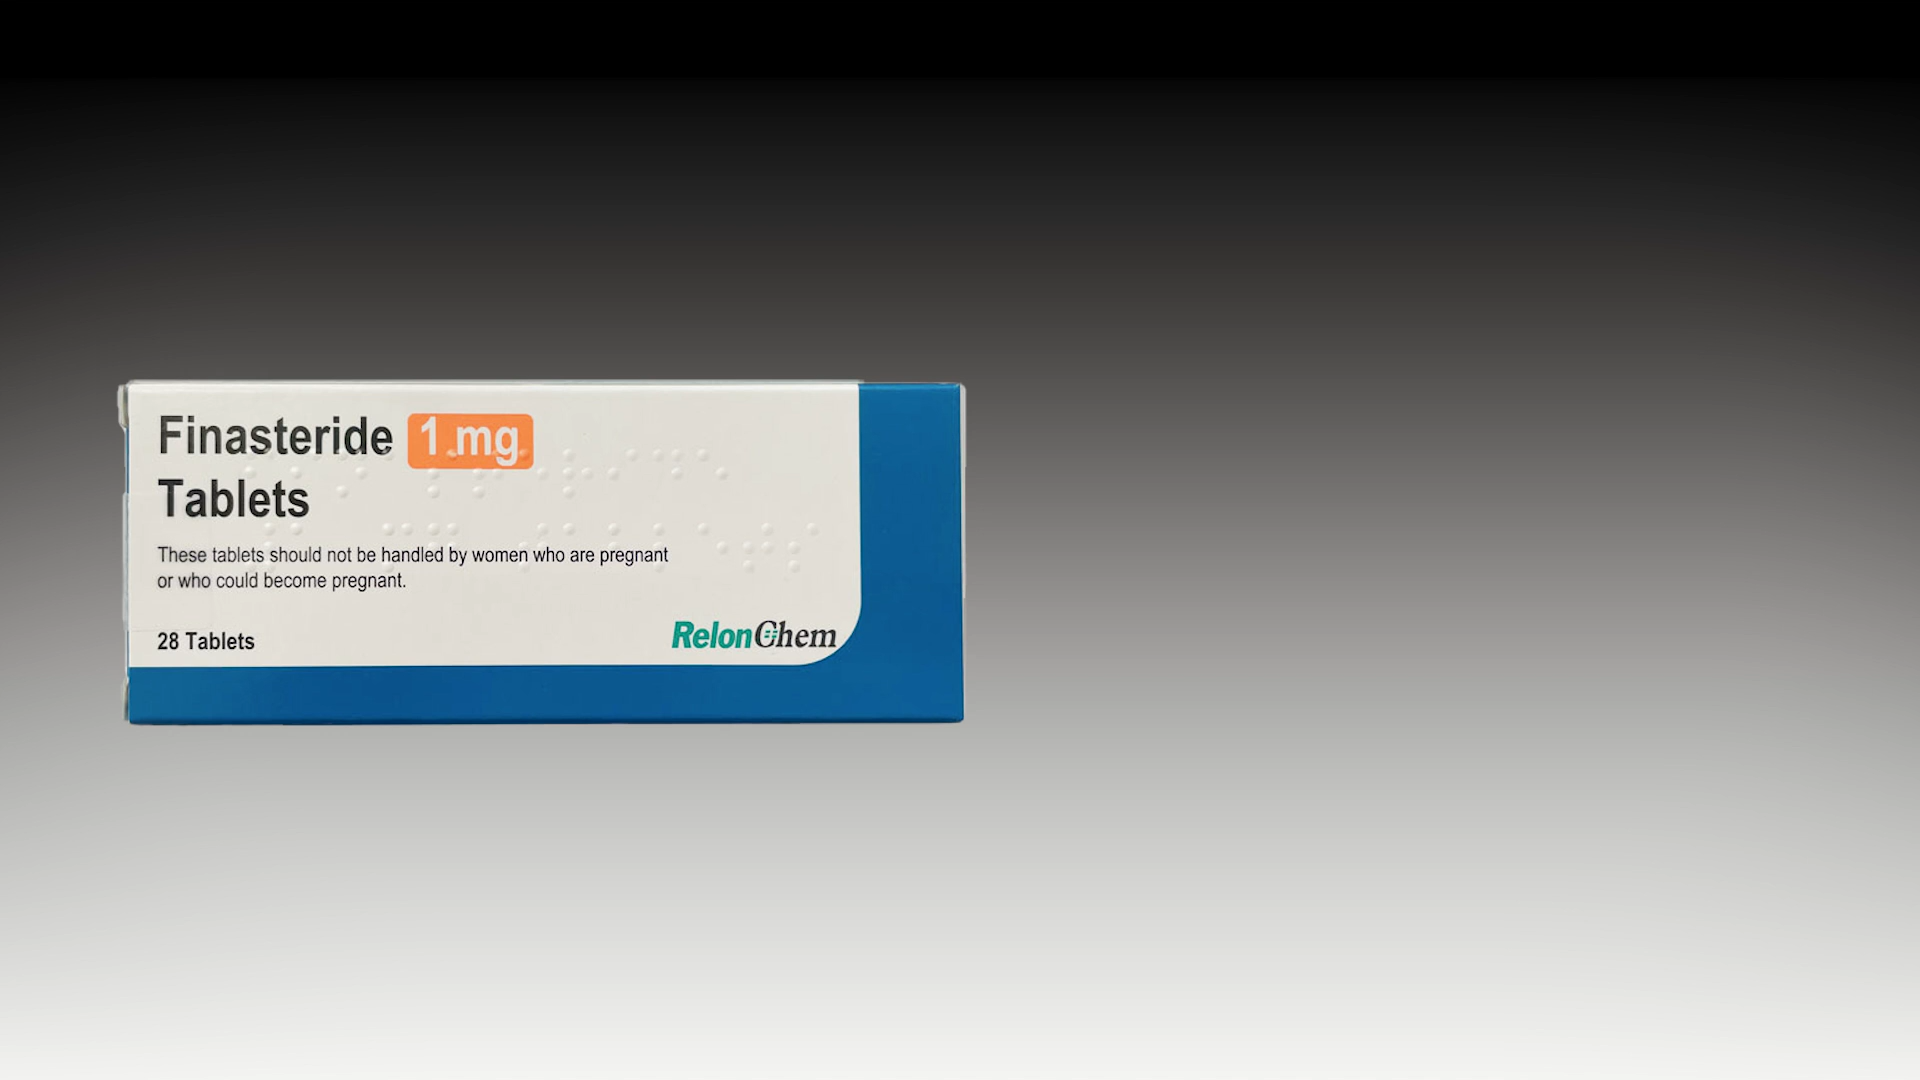 Finasteride 1 mg
Tablets
These tablets should not be handled by women who are pregnant
or who could become pregnant.
28 Tablets
RelonChem